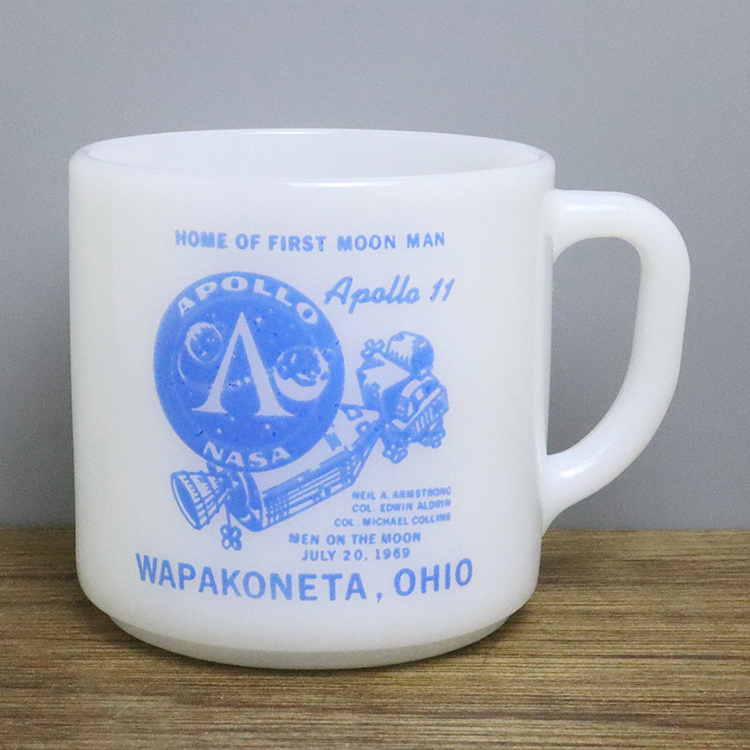 HOME OF FIRST MOON MAN
APOLLO
Apollo 11
NASA
NEIL A. ARMSTRONG
COL. EDWIN ALDRIN
COL. MICHAEL COLLINS
MEN ON THE MOON
JULY 20, 1969
WAPAKONETA, OHIO